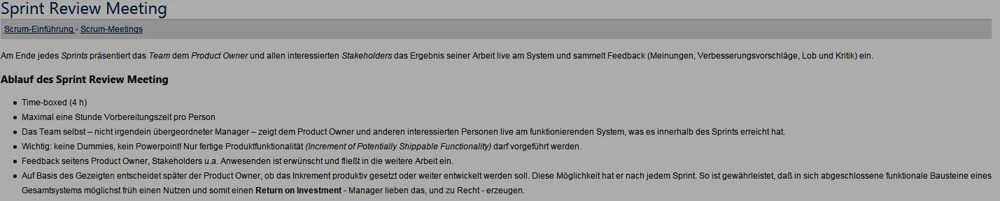 Sprint Review Meeting
Scrum-Einführung - Scrum-Meetings
Am Ende jedes Sprints präsentiert das Team dem Product Owner und allen interessierten Stakeholders das Ergebnis seiner Arbeit live am System und sammelt Feedback (Meinungen, Verbesserungsvorschläge, Lob und Kritik) ein.
Ablauf des Sprint Review Meeting
• Time-boxed (4 h)
• Maximal eine Stunde Vorbereitungszeit pro Person
• Das Team selbst – nicht irgendein übergeordneter Manager – zeigt dem Product Owner und anderen interessierten Personen live am funktionierenden System, was es innerhalb des Sprints erreicht hat.
• Wichtig: keine Dummies, kein Powerpoint! Nur fertige Produktfunktionalität (Increment of Potentially Shippable Functionality) darf vorgeführt werden.
• Feedback seitens Product Owner, Stakeholders u.a. Anwesenden ist erwünscht und fließt in die weitere Arbeit ein.
• Auf Basis des Gezeigten entscheidet später der Product Owner, ob das Inkrement produktiv gesetzt oder weiter entwickelt werden soll. Diese Möglichkeit hat er nach jedem Sprint. So ist gewährleistet, daß in sich abgeschlossene funktionale Bausteine eines
Gesamtsystems möglichst früh einen Nutzen und somit einen Return on Investment - Manager lieben das, und zu Recht - erzeugen.